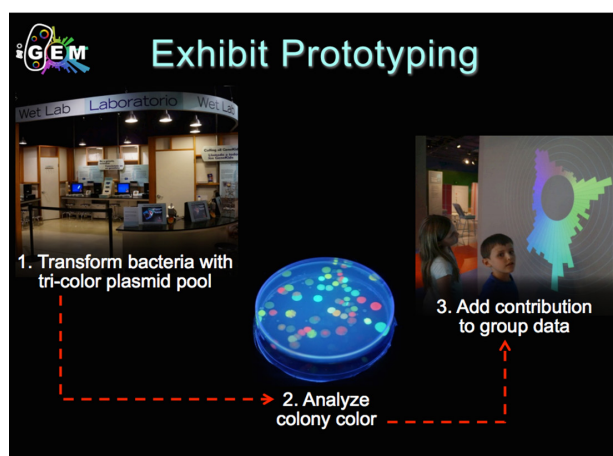 GEM
Exhibit Prototyping
Wet Lab Laboratorio Wet Lab
1. Transform bacteria with
tri-color plasmid pool
2. Analyze
colony color
3. Add contribution
to group data